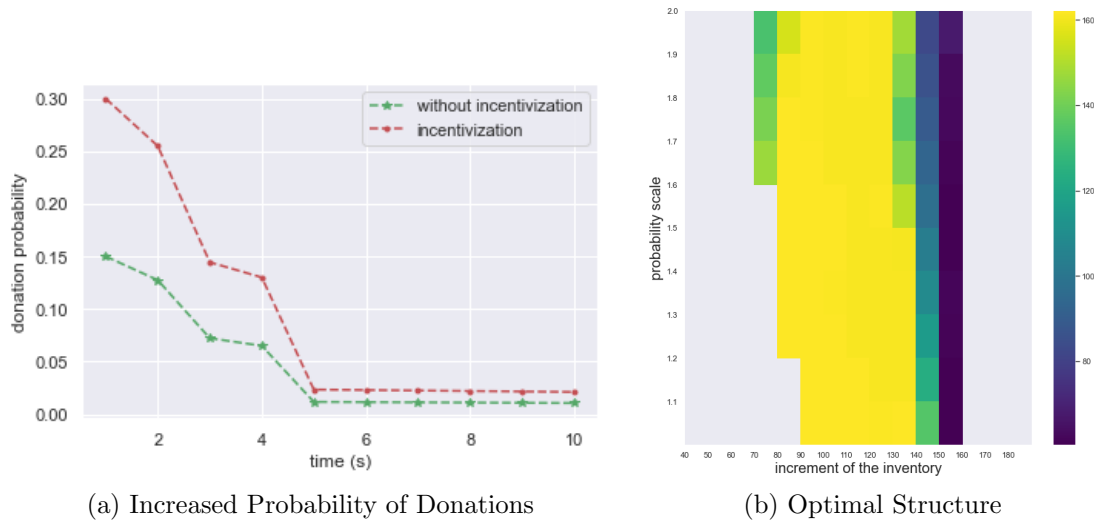 0.30
0.25
0.20
0.15
0.10
0.05
0.00
donation probability
without incentivization
incentivization
2 4 6 8 10
time (s)
(a) Increased Probability of Donations
2.0
1.9
1.8
1.7
1.6
1.5
1.4
1.3
1.2
1.1
probability scale
40 50 60 70 80 90 100 110 120 130 140 150 160 170 180
increment of the inventory
160
140
120
100
80
(b) Optimal Structure